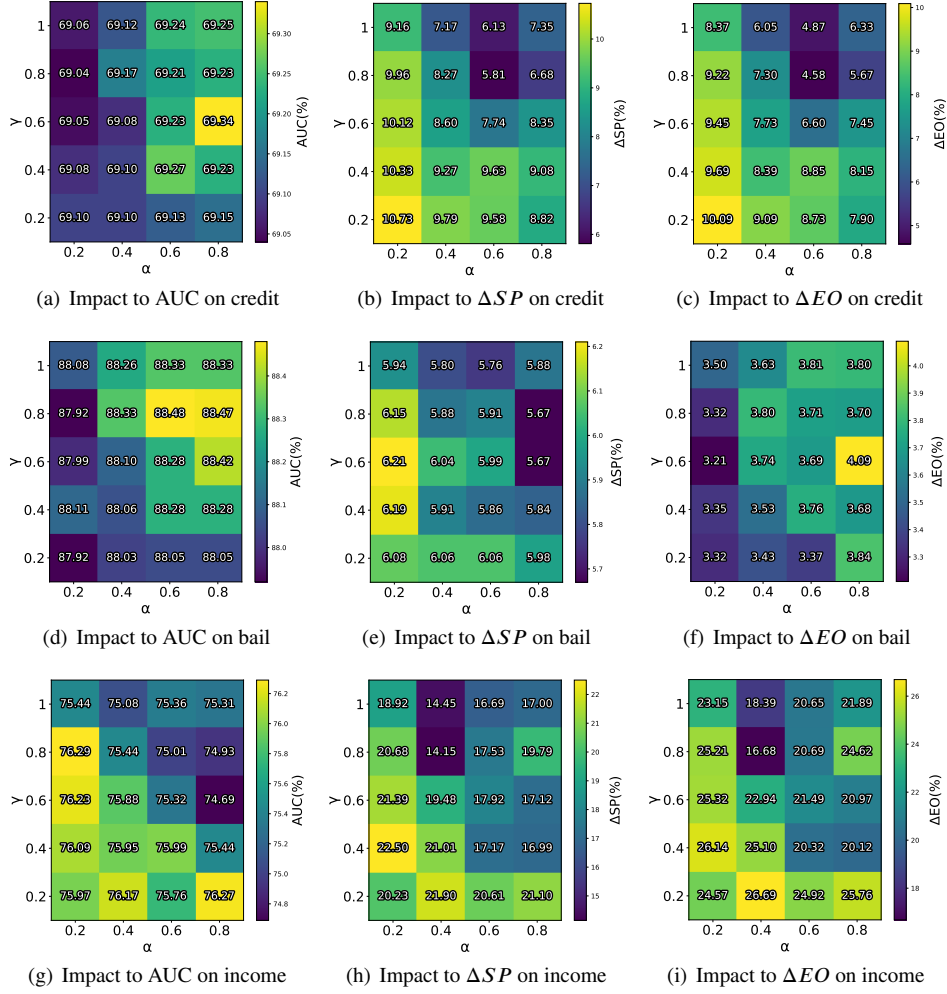 1 69.06 69.12 69.24 69.25 69.30
0.8 69.04 69.17 69.21 69.23 69.25
γ 0.6 69.05 69.08 69.23 69.34 69.20 AUC(%)
0.4 69.08 69.10 69.27 69.23 69.15
69.10
0.2 69.10 69.10 69.13 69.15 69.05
0.2 0.4 0.6 0.8
α
(a) Impact to AUC on credit
9.16 7.17 6.13 7.35 10
9.96 8.27 5.81 6.68 9
10.12 8.60 7.74 8.35 8 ΔSP(%)
10.33 9.27 9.63 9.08 7
10.73 9.79 9.58 8.82 6
0.2 0.4 0.6 0.8
α
(b) Impact to ΔSP on credit
8.37 6.05 4.87 6.33 10
9.22 7.30 4.58 5.67 9
9.45 7.73 6.60 7.45 8 ΔEO(%)
9.69 8.39 8.85 8.15 7
6
10.09 9.09 8.73 7.90 5
0.2 0.4 0.6 0.8
α
(c) Impact to ΔEO on credit
1 88.08 88.26 88.33 88.33 88.4
0.8 87.92 88.33 88.48 88.47 88.3
γ 0.6 87.99 88.10 88.28 88.42 88.2 AUC(%)
0.4 88.11 88.06 88.28 88.28 88.1
0.2 87.92 88.03 88.05 88.05 88.0
0.2 0.4 0.6 0.8
α
(d) Impact to AUC on bail
1 5.94 5.80 5.76 5.88 6.2
0.8 6.15 5.88 5.91 5.67 6.1
γ 0.6 6.21 6.04 5.99 5.67 6.0 ΔSP(%)
0.4 6.19 5.91 5.86 5.84 5.9
5.8
0.2 6.08 6.06 6.06 5.98 5.7
0.2 0.4 0.6 0.8
α
(e) Impact to ΔSP on bail
1 3.50 3.63 3.81 3.80 4.0
0.8 3.32 3.80 3.71 3.70 3.9
3.8
γ 0.6 3.21 3.74 3.69 4.09 3.7 ΔEO(%)
3.6
0.4 3.35 3.53 3.76 3.68 3.5
3.4
0.2 3.32 3.43 3.37 3.84 3.3
0.2 0.4 0.6 0.8
α
(f) Impact to ΔEO on bail
1 75.44 75.08 75.36 75.31 76.2
76.0
0.8 76.29 75.44 75.01 74.93 75.8
75.6
γ 0.6 76.23 75.88 75.32 74.69 75.4 AUC(%)
75.2
0.4 76.09 75.95 75.99 75.44 75.0
0.2 75.97 76.17 75.76 76.27 74.8
0.2 0.4 0.6 0.8
α
(g) Impact to AUC on income
1 18.92 14.45 16.69 17.00 22
21
0.8 20.68 14.15 17.53 19.79 20
19
γ 0.6 21.39 19.48 17.92 17.12 18 ΔSP(%)
17
0.4 22.50 21.01 17.17 16.99 16
0.2 20.23 21.90 20.61 21.10 15
0.2 0.4 0.6 0.8
α
(h) Impact to ΔSP on income
1 23.15 18.39 20.65 21.89 26
0.8 25.21 16.68 20.69 24.62 24
γ 0.6 25.32 22.94 21.49 20.97 22 ΔEO(%)
0.4 26.14 25.10 20.32 20.12 20
0.2 24.57 26.69 24.92 25.76 18
0.2 0.4 0.6 0.8
α
(i) Impact to ΔEO on income